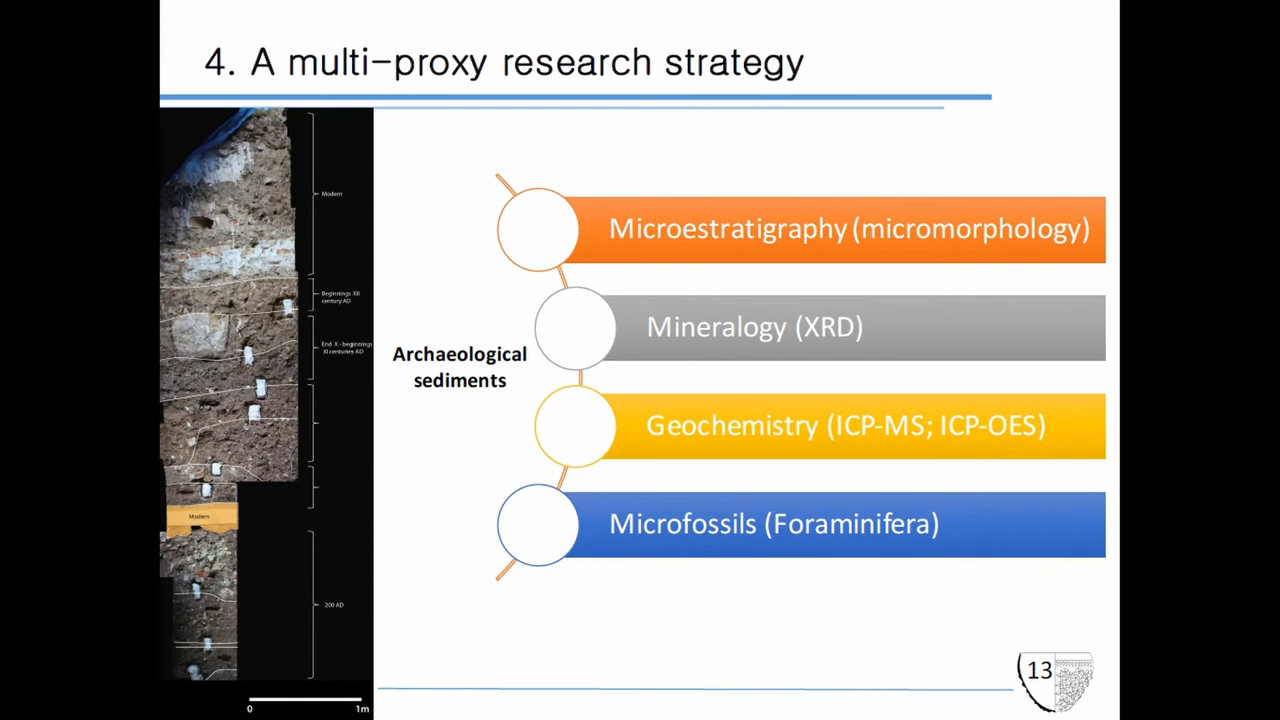 4. A multi-proxy research strategy
Modern
Beginnings XII
century AD
End X - beginnings
XI centuries AD
Modern
200 AD
0 1m
Archaeological
sediments
Microestratigraphy (micromorphology)
Mineralogy (XRD)
Geochemistry (ICP-MS; ICP-OES)
Microfossils (Foraminifera)
13